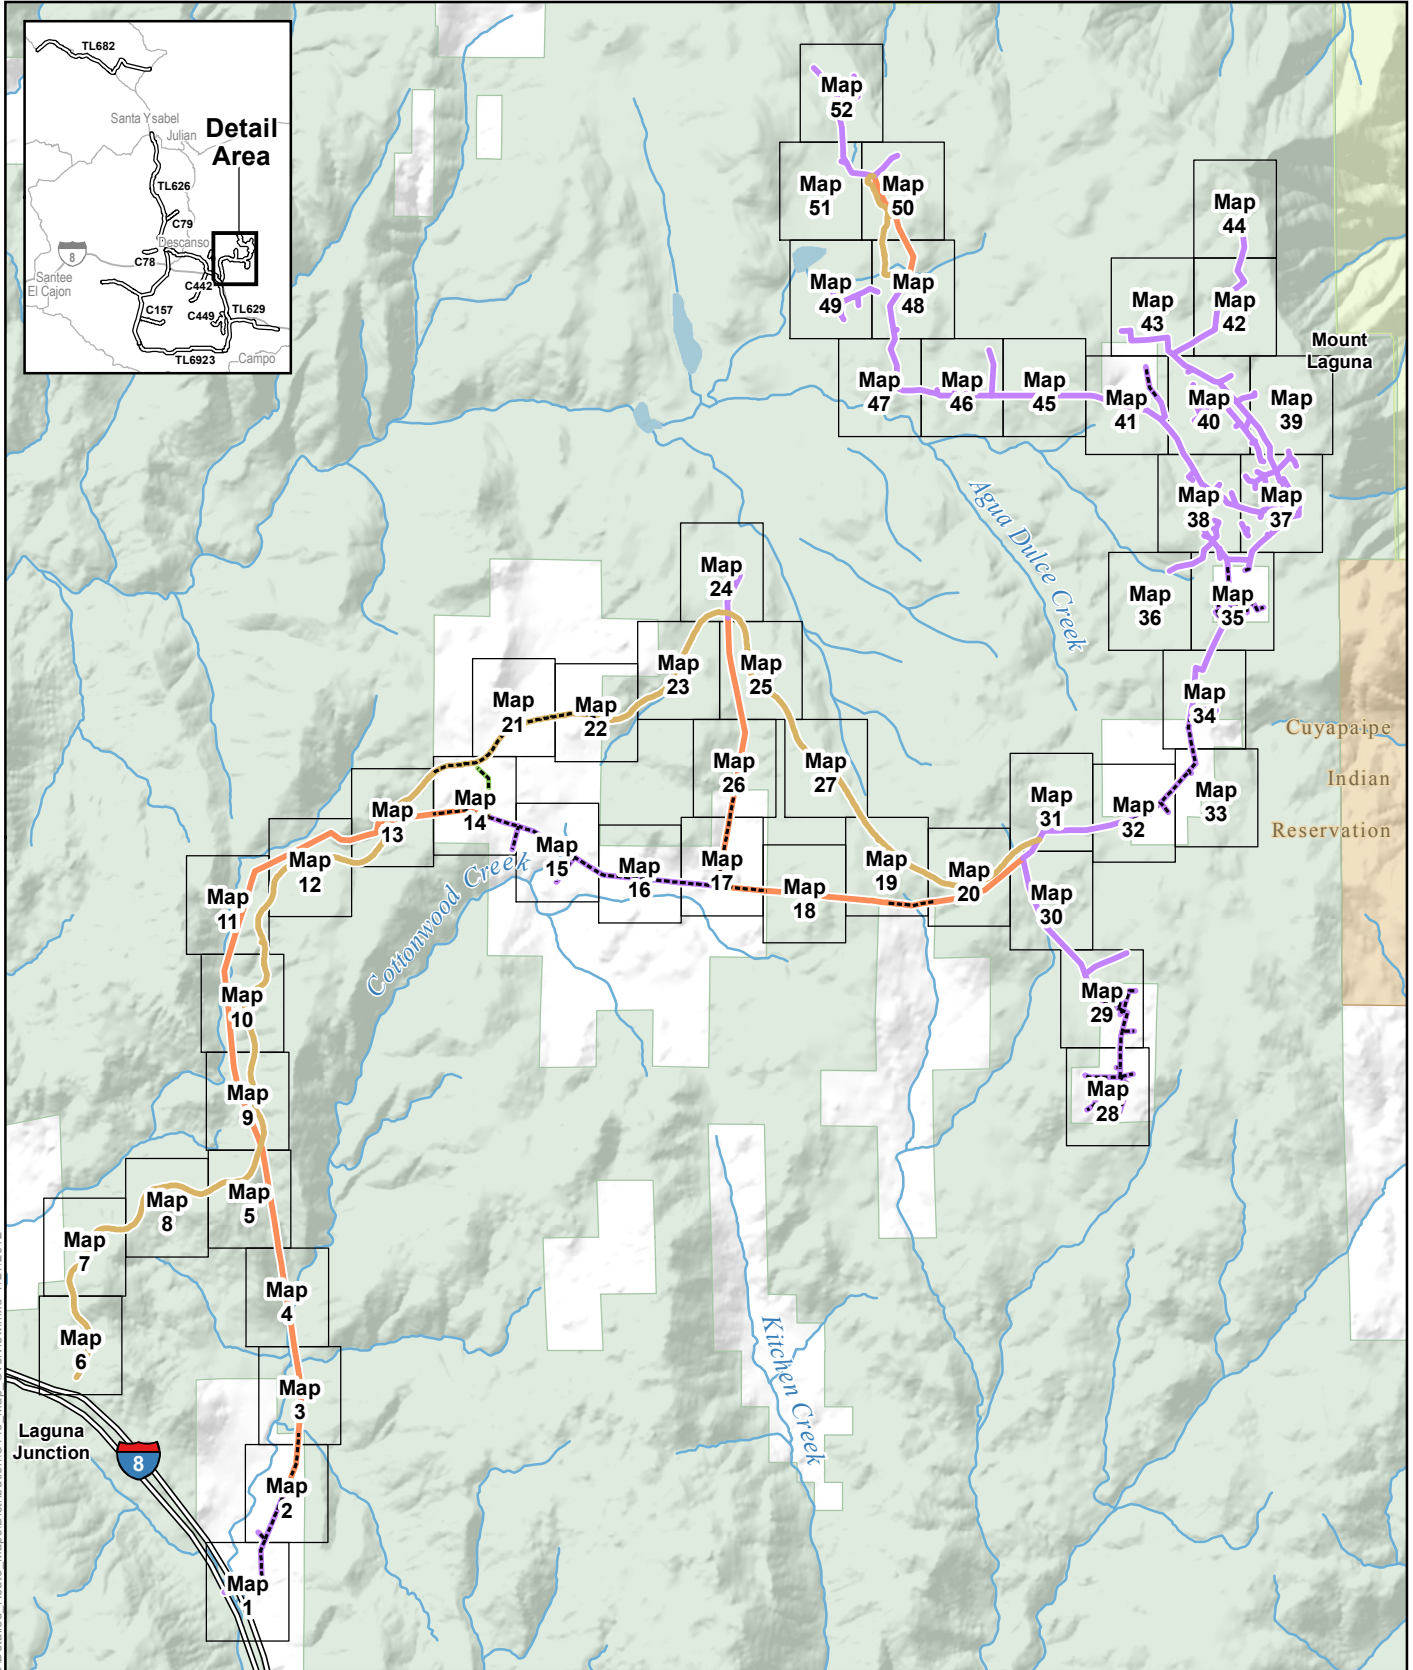 TL682
Santa Ysabel
Julian
Detail
Area
TL626
C79
Descanso
8
C78
Santee
El Cajon
C442
C157
C449
TL629
TL6923
Campo
Map
52
Map
51
Map
50
Map
44
Map
49
Map
48
Map
43
Map
42
Mount
Laguna
Map
47
Map
46
Map
45
Map
41
Map
40
Map
39
Map
38
Map
37
Agua Dulce Creek
Map
24
Map
36
Map
35
Map
23
Map
25
Map
34
Map
21
Map
22
Cuyapaipe
Indian
Reservation
Map
26
Map
27
Map
33
Map
32
Map
31
Map
14
Map
13
Map
15
Map
12
Map
16
Map
17
Map
18
Map
19
Map
20
Map
11
Map
30
Cottonwood Creek
Map
10
Map
29
Map
9
Map
28
Map
5
Map
8
Map
7
Map
4
Map
6
Kitchen Creek
Map
3
Laguna
Junction
8
Map
2
Map
1